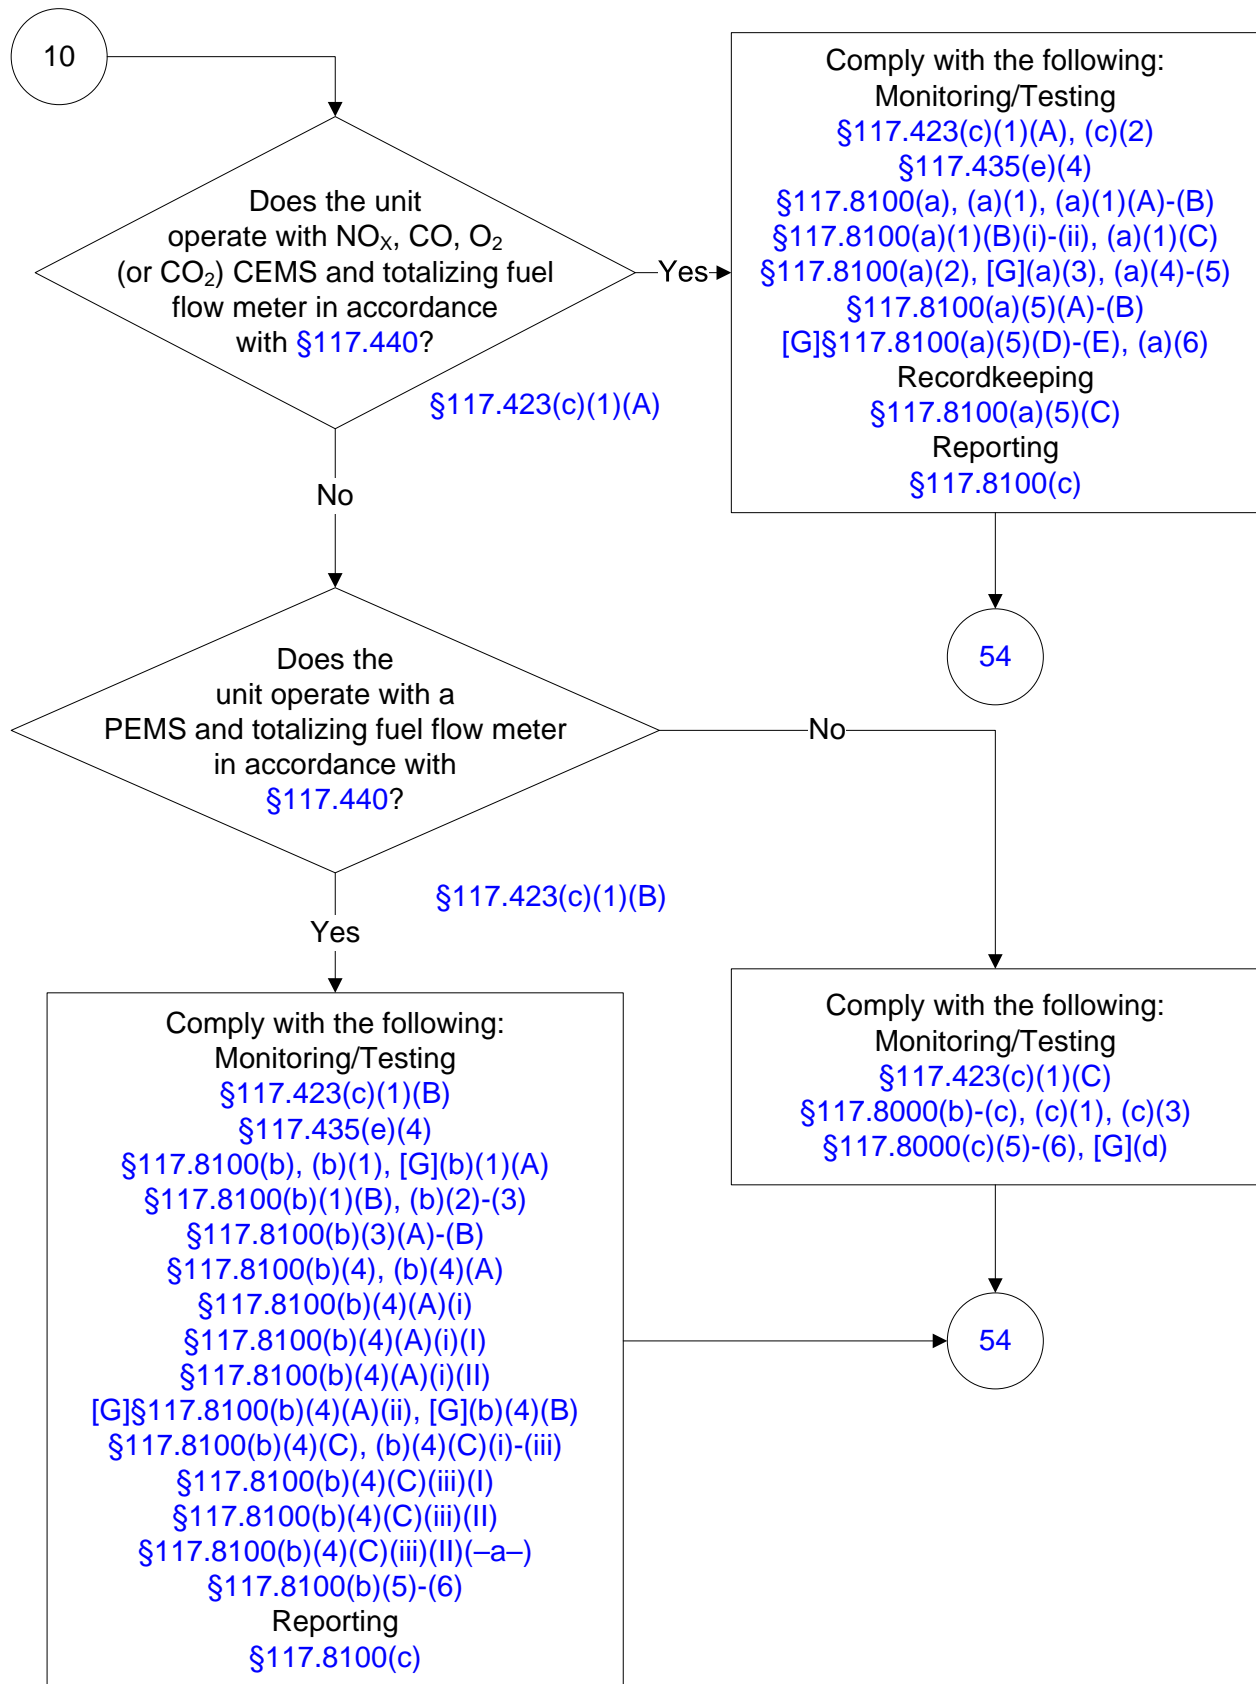 10
Does the unit
operate with NOX, CO, O2
(or CO2) CEMS and totalizing fuel
flow meter in accordance
with §117.440?
§117.423(c)(1)(A)
Yes
Comply with the following:
Monitoring/Testing
§117.423(c)(1)(A), (c)(2)
§117.435(e)(4)
§117.8100(a), (a)(1), (a)(1)(A)-(B)
§117.8100(a)(1)(B)(i)-(ii), (a)(1)(C)
§117.8100(a)(2), [G](a)(3), (a)(4)-(5)
§117.8100(a)(5)(A)-(B)
[G]§117.8100(a)(5)(D)-(E), (a)(6)
Recordkeeping
§117.8100(a)(5)(C)
Reporting
§117.8100(c)
54
No
Does the
unit operate with a
PEMS and totalizing fuel flow meter
in accordance with
§117.440?
§117.423(c)(1)(B)
No
Comply with the following:
Monitoring/Testing
§117.423(c)(1)(C)
§117.8000(b)-(c), (c)(1), (c)(3)
§117.8000(c)(5)-(6), [G](d)
Yes
Comply with the following:
Monitoring/Testing
§117.423(c)(1)(B)
§117.435(e)(4)
§117.8100(b), (b)(1), [G](b)(1)(A)
§117.8100(b)(1)(B), (b)(2)-(3)
§117.8100(b)(3)(A)-(B)
§117.8100(b)(4), (b)(4)(A)
§117.8100(b)(4)(A)(i)
§117.8100(b)(4)(A)(i)(I)
§117.8100(b)(4)(A)(i)(II)
[G]§117.8100(b)(4)(A)(ii), [G](b)(4)(B)
§117.8100(b)(4)(C), (b)(4)(C)(i)-(iii)
§117.8100(b)(4)(C)(iii)(I)
§117.8100(b)(4)(C)(iii)(II)
§117.8100(b)(4)(C)(iii)(II)(–a–)
§117.8100(b)(5)-(6)
Reporting
§117.8100(c)
54